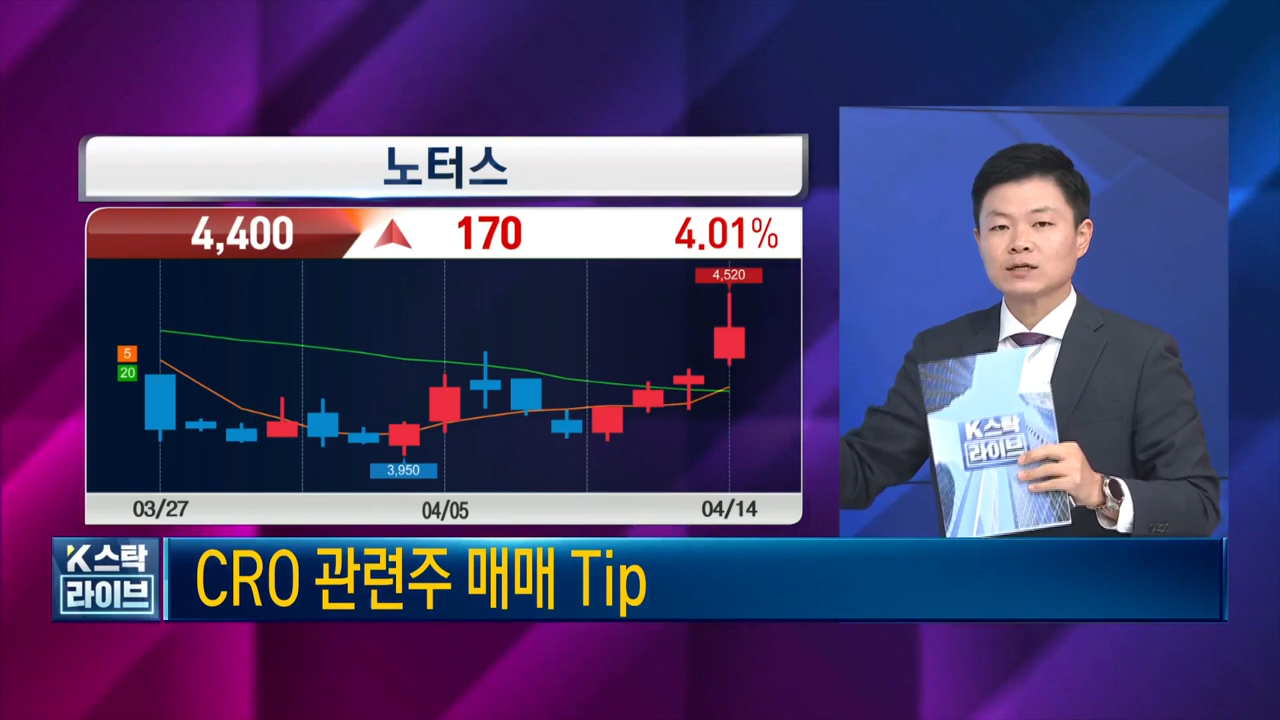 노터스
4,400 ▲ 170 4.01%
4,520
5
20
3,950
03/27 04/05 04/14
K스탁
라이브
K스탁
라이브
CRO 관련주 매매 Tip